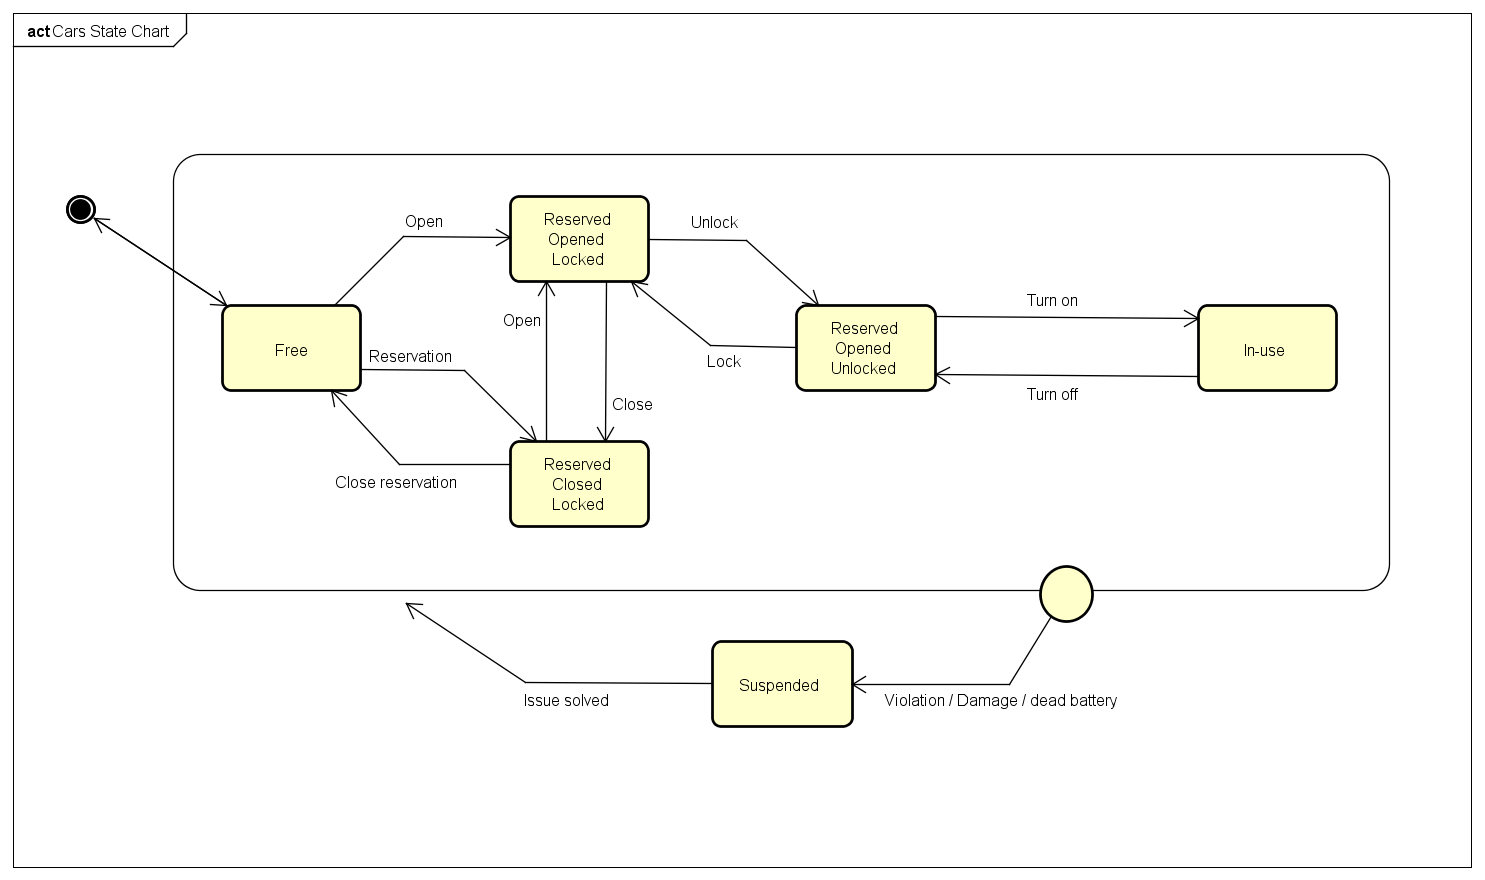 act Cars State Chart
Open
Reserved
Opened
Locked
Unlock
Free
Open
Reservation
Reserved
Opened
Unlocked
Turn on
In-use
Lock
Turn off
Close
Close reservation
Reserved
Closed
Locked
Suspended
Issue solved
Violation / Damage / dead battery